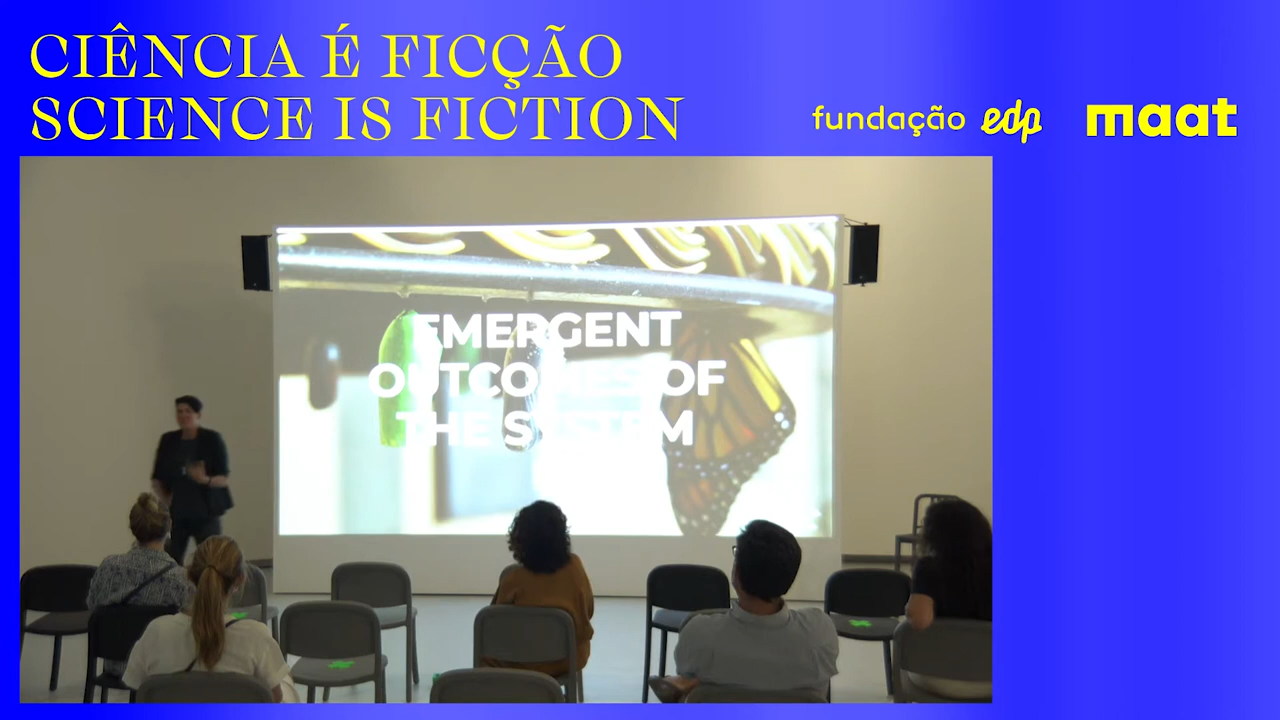 CIÊNCIA É FICÇÃO
SCIENCE IS FICTION
fundação edp maat
EMERGENT
OUTCOMES OF
THE SYSTEM